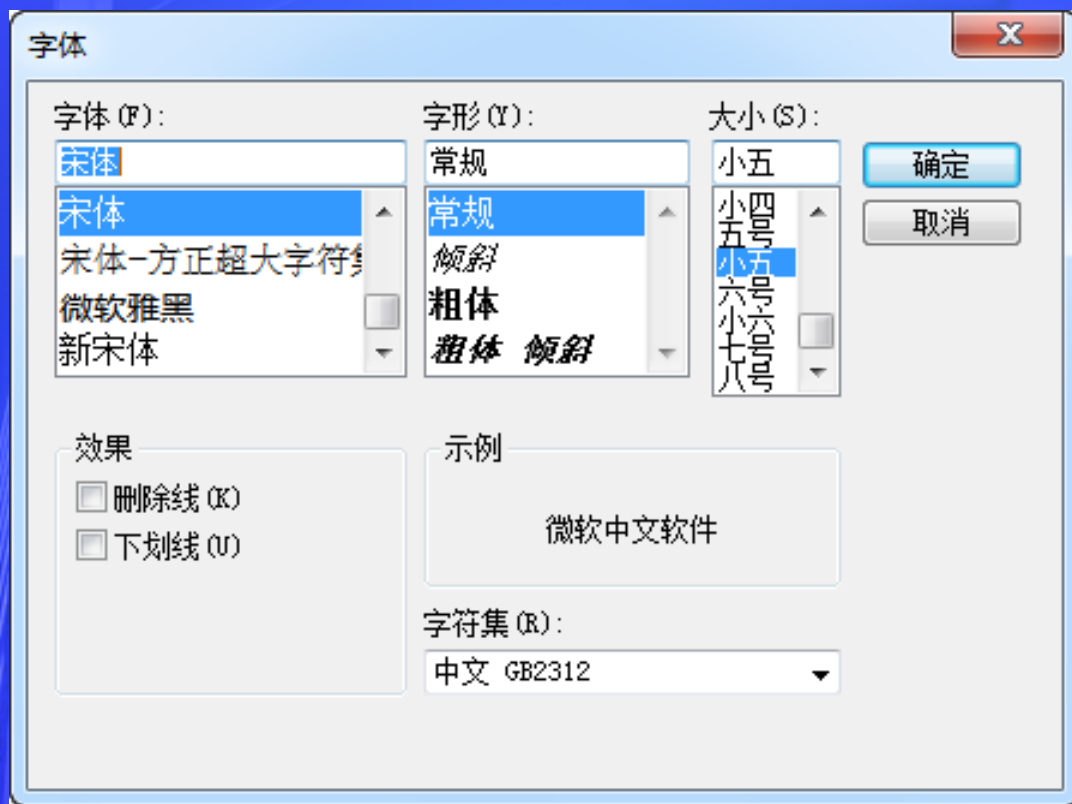 字体
字体(F):
宋体
宋体
宋体-方正超大字符集
微软雅黑
新宋体
字形(Y):
常规
常规
倾斜
粗体
粗体 倾斜
大小(S):
小五
小四
五号
小五
六号
小六
七号
八号
确定
取消
效果
删除线(K)
下划线(U)
示例
微软中文软件
字符集(R):
中文 GB2312